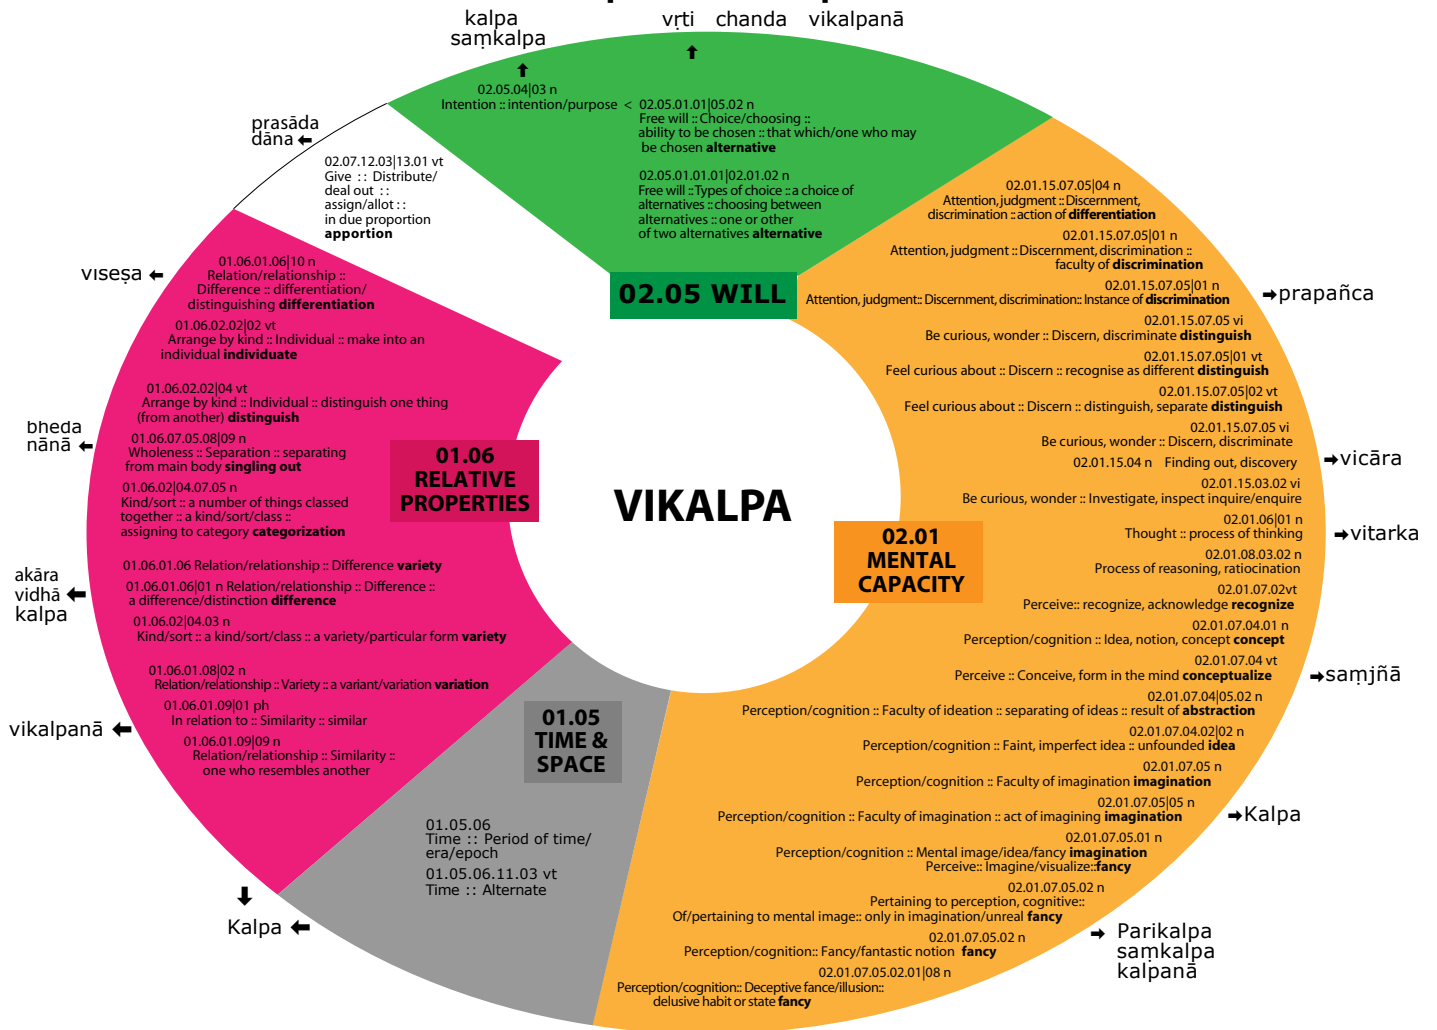 kalpa
saṃkalpa
vṛti chanda vikalpanā
02.05.04|03 n
Intention :: intention/purpose <
02.05.01.01|05.02 n
Free will :: Choice/choosing ::
ability to be chosen :: that which/one who may
be chosen alternative
02.05.01.01.01|02.01.02 n
Free will :: Types of choice :: a choice of
alternatives :: choosing between
alternatives :: one or other
of two alternatives alternative
02.05 WILL
prasāda
dāna
02.07.12.03|13.01 vt
Give :: Distribute/
deal out ::
assign/allot ::
in due proportion
apportion
viseṣa
01.06.01.06|10 n
Relation/relationship ::
Difference :: differentiation/
distinguishing differentiation
01.06.02.02|02 vt
Arrange by kind :: Individual :: make into an
individual individuate
01.06.02.02|04 vt
Arrange by kind :: Individual :: distinguish one thing
(from another) distinguish
bheda
nānā
01.06.07.05.08|09 n
Wholeness :: Separation :: separating
from main body singling out
01.06.02|04.07.05 n
Kind/sort :: a number of things classed
together :: a kind/sort/class ::
assigning to category categorization
01.06
RELATIVE
PROPERTIES
akāra
vidhā
kalpa
01.06.01.06 Relation/relationship :: Difference variety
01.06.01.06|01 n Relation/relationship :: Difference ::
a difference/distinction difference
01.06.02|04.03 n
Kind/sort :: a kind/sort/class :: a variety/particular form variety
01.06.01.08|02 n
Relation/relationship :: Variety :: a variant/variation variation
01.06.01.09|01 ph
In relation to :: Similarity :: similar
vikalpanā
01.06.01.09|09 n
Relation/relationship :: Similarity ::
one who resembles another
VIKALPA
01.05
TIME &
SPACE
01.05.06
Time :: Period of time/
era/epoch
01.05.06.11.03 vt
Time :: Alternate
Kalpa
02.01
MENTAL
CAPACITY
02.01.15.07.05|04 n
Attention, judgment :: Discernment,
discrimination :: action of differentiation
02.01.15.07.05|01 n
Attention, judgment :: Discernment, discrimination ::
faculty of discrimination
02.01.15.07.05|01 n
Attention, judgment:: Discernment, discrimination:: Instance of discrimination
prapañca
02.01.15.07.05 vi
Be curious, wonder :: Discern, discriminate distinguish
02.01.15.07.05|01 vt
Feel curious about :: Discern :: recognise as different distinguish
02.01.15.07.05|02 vt
Feel curious about :: Discern :: distinguish, separate distinguish
02.01.15.07.05 vi
Be curious, wonder :: Discern, discriminate
02.01.15.04 n Finding out, discovery
vicāra
02.01.15.03.02 vi
Be curious, wonder :: Investigate, inspect inquire/enquire
02.01.06|01 n
Thought :: process of thinking
vitarka
02.01.08.03.02 n
Process of reasoning, ratiocination
02.01.07.02vt
Perceive:: recognize, acknowledge recognize
02.01.07.04.01 n
Perception/cognition :: Idea, notion, concept concept
02.01.07.04 vt
Perceive :: Conceive, form in the mind conceptualize
saṃjñā
02.01.07.04|05.02 n
Perception/cognition :: Faculty of ideation :: separating of ideas :: result of abstraction
02.01.07.04.02|02 n
Perception/cognition :: Faint, imperfect idea :: unfounded idea
02.01.07.05 n
Perception/cognition :: Faculty of imagination imagination
02.01.07.05|05 n
Perception/cognition :: Faculty of imagination :: act of imagining imagination
Kalpa
02.01.07.05.01 n
Perception/cognition :: Mental image/idea/fancy imagination
Perceive:: Imagine/visualize::fancy
02.01.07.05.02 n
Pertaining to perception, cognitive::
Of/pertaining to mental image:: only in imagination/unreal fancy
02.01.07.05.02 n
Perception/cognition:: Fancy/fantastic notion fancy
Parikalpa
saṃkalpa
kalpanā
02.01.07.05.02.01|08 n
Perception/cognition:: Deceptive fance/illusion::
delusive habit or state fancy